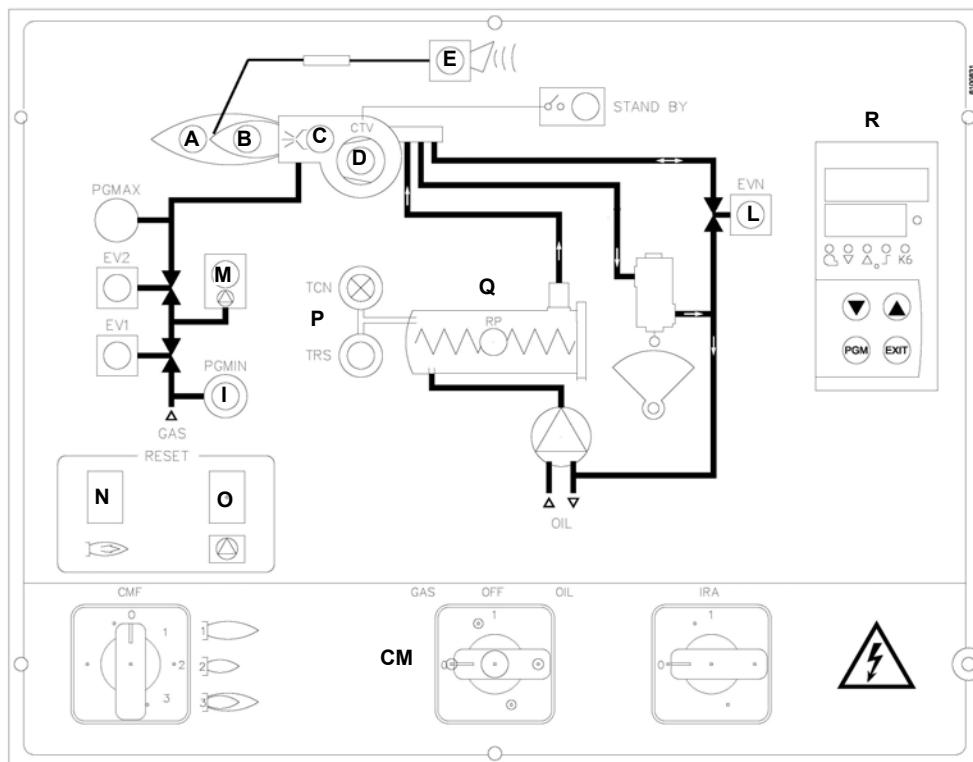 E
STAND BY
R
A
B
C
CTV
D
PGMAX
EVN
L
EV2
M
TCN
Q
K6
P
RP
EV1
TRS
PGMIN
I
PGM
EXIT
GAS
RESET
N
O
OIL
CMF
GAS OFF OIL
IRA
0
1
1
1
1
CM
2
2
0
0
3
3